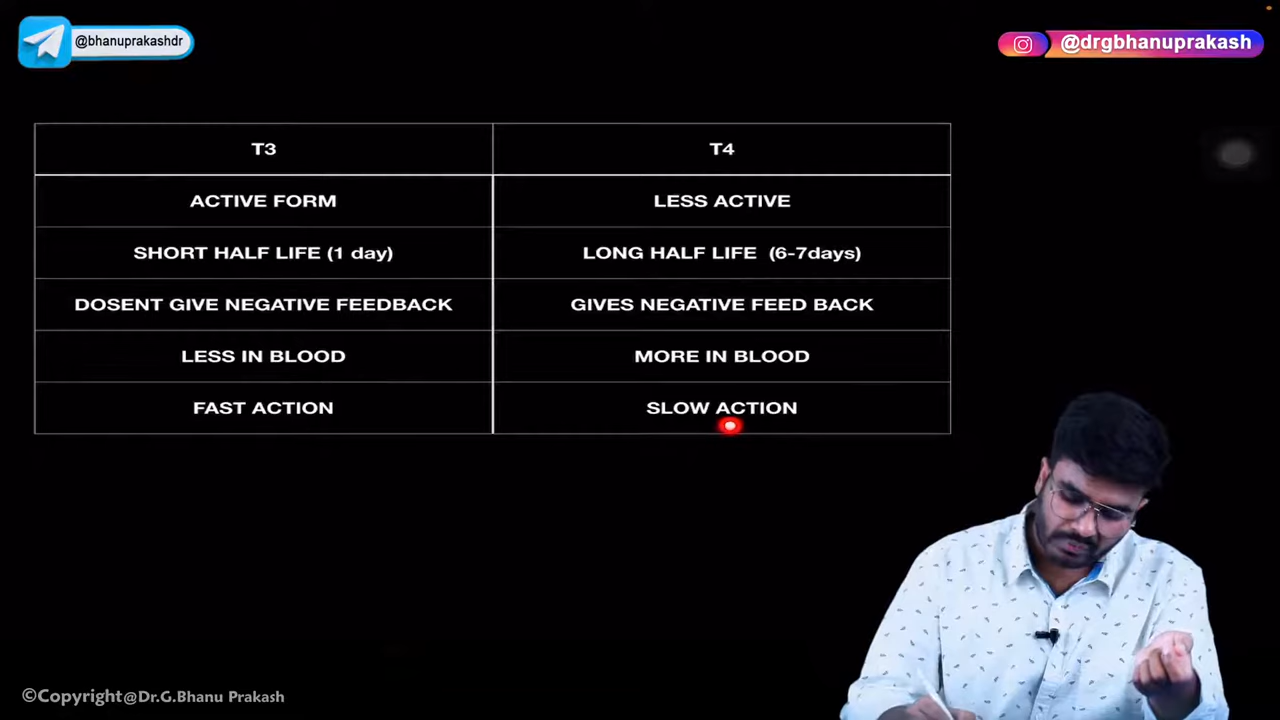 @bhanuprakashdr
@drgbhanuprakash
T3 T4
ACTIVE FORM LESS ACTIVE
SHORT HALF LIFE (1 day) LONG HALF LIFE (6-7days)
DOSENT GIVE NEGATIVE FEEDBACK GIVES NEGATIVE FEED BACK
LESS IN BLOOD MORE IN BLOOD
FAST ACTION SLOW ACTION
©Copyright@Dr.G.Bhanu Prakash